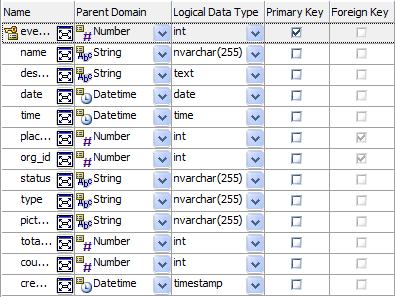 Name Parent Domain Logical Data Type Primary Key Foreign Key
eve... Number int
name String nvarchar(255)
des... String text
date Datetime date
time Datetime time
plac... Number int
org_id Number int
status String nvarchar(255)
type String nvarchar(255)
pict... String nvarchar(255)
tota... Number int
cou... Number int
cre... Datetime timestamp